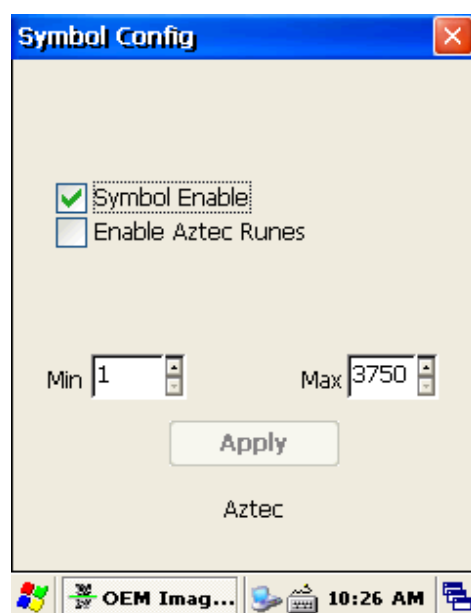 Symbol Config
Symbol Enable
Enable Aztec Runes
Min 1 Max 3750
Apply
Aztec
OEM Imag... 10:26 AM